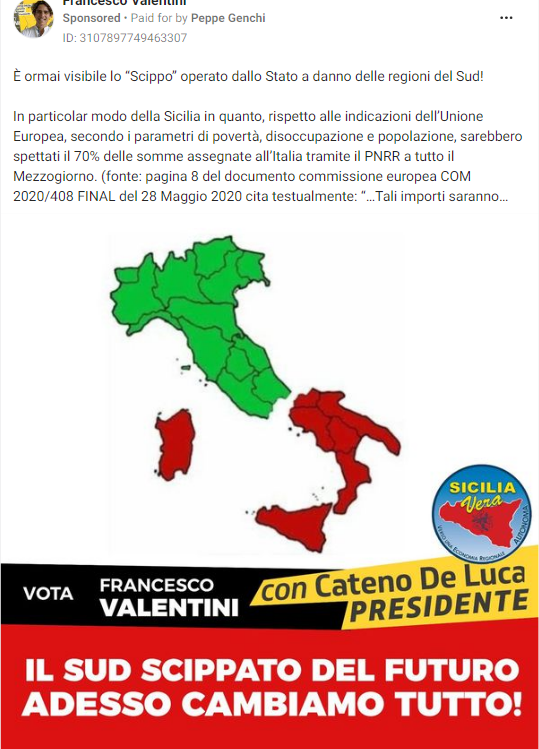 Francesco Valentini
Sponsored • Paid for by Peppe Genchi
ID: 3107897749463307
È ormai visibile lo “Scippo” operato dallo Stato a danno delle regioni del Sud!
In particolar modo della Sicilia in quanto, rispetto alle indicazioni dell’Unione
Europea, secondo i parametri di povertà, disoccupazione e popolazione, sarebbero
spettati il 70% delle somme assegnate all’Italia tramite il PNRR a tutto il
Mezzogiorno. (fonte: pagina 8 del documento commissione europea COM
2020/408 FINAL del 28 Maggio 2020 cita testualmente: “…Tali importi saranno…
SICILIA
Vera
VERSO UNA ECONOMIA REGIONALE AUTONOMA
VOTA
FRANCESCO
VALENTINI
con Cateno De Luca
PRESIDENTE
IL SUD SCIPPATO DEL FUTURO
ADESSO CAMBIAMO TUTTO!